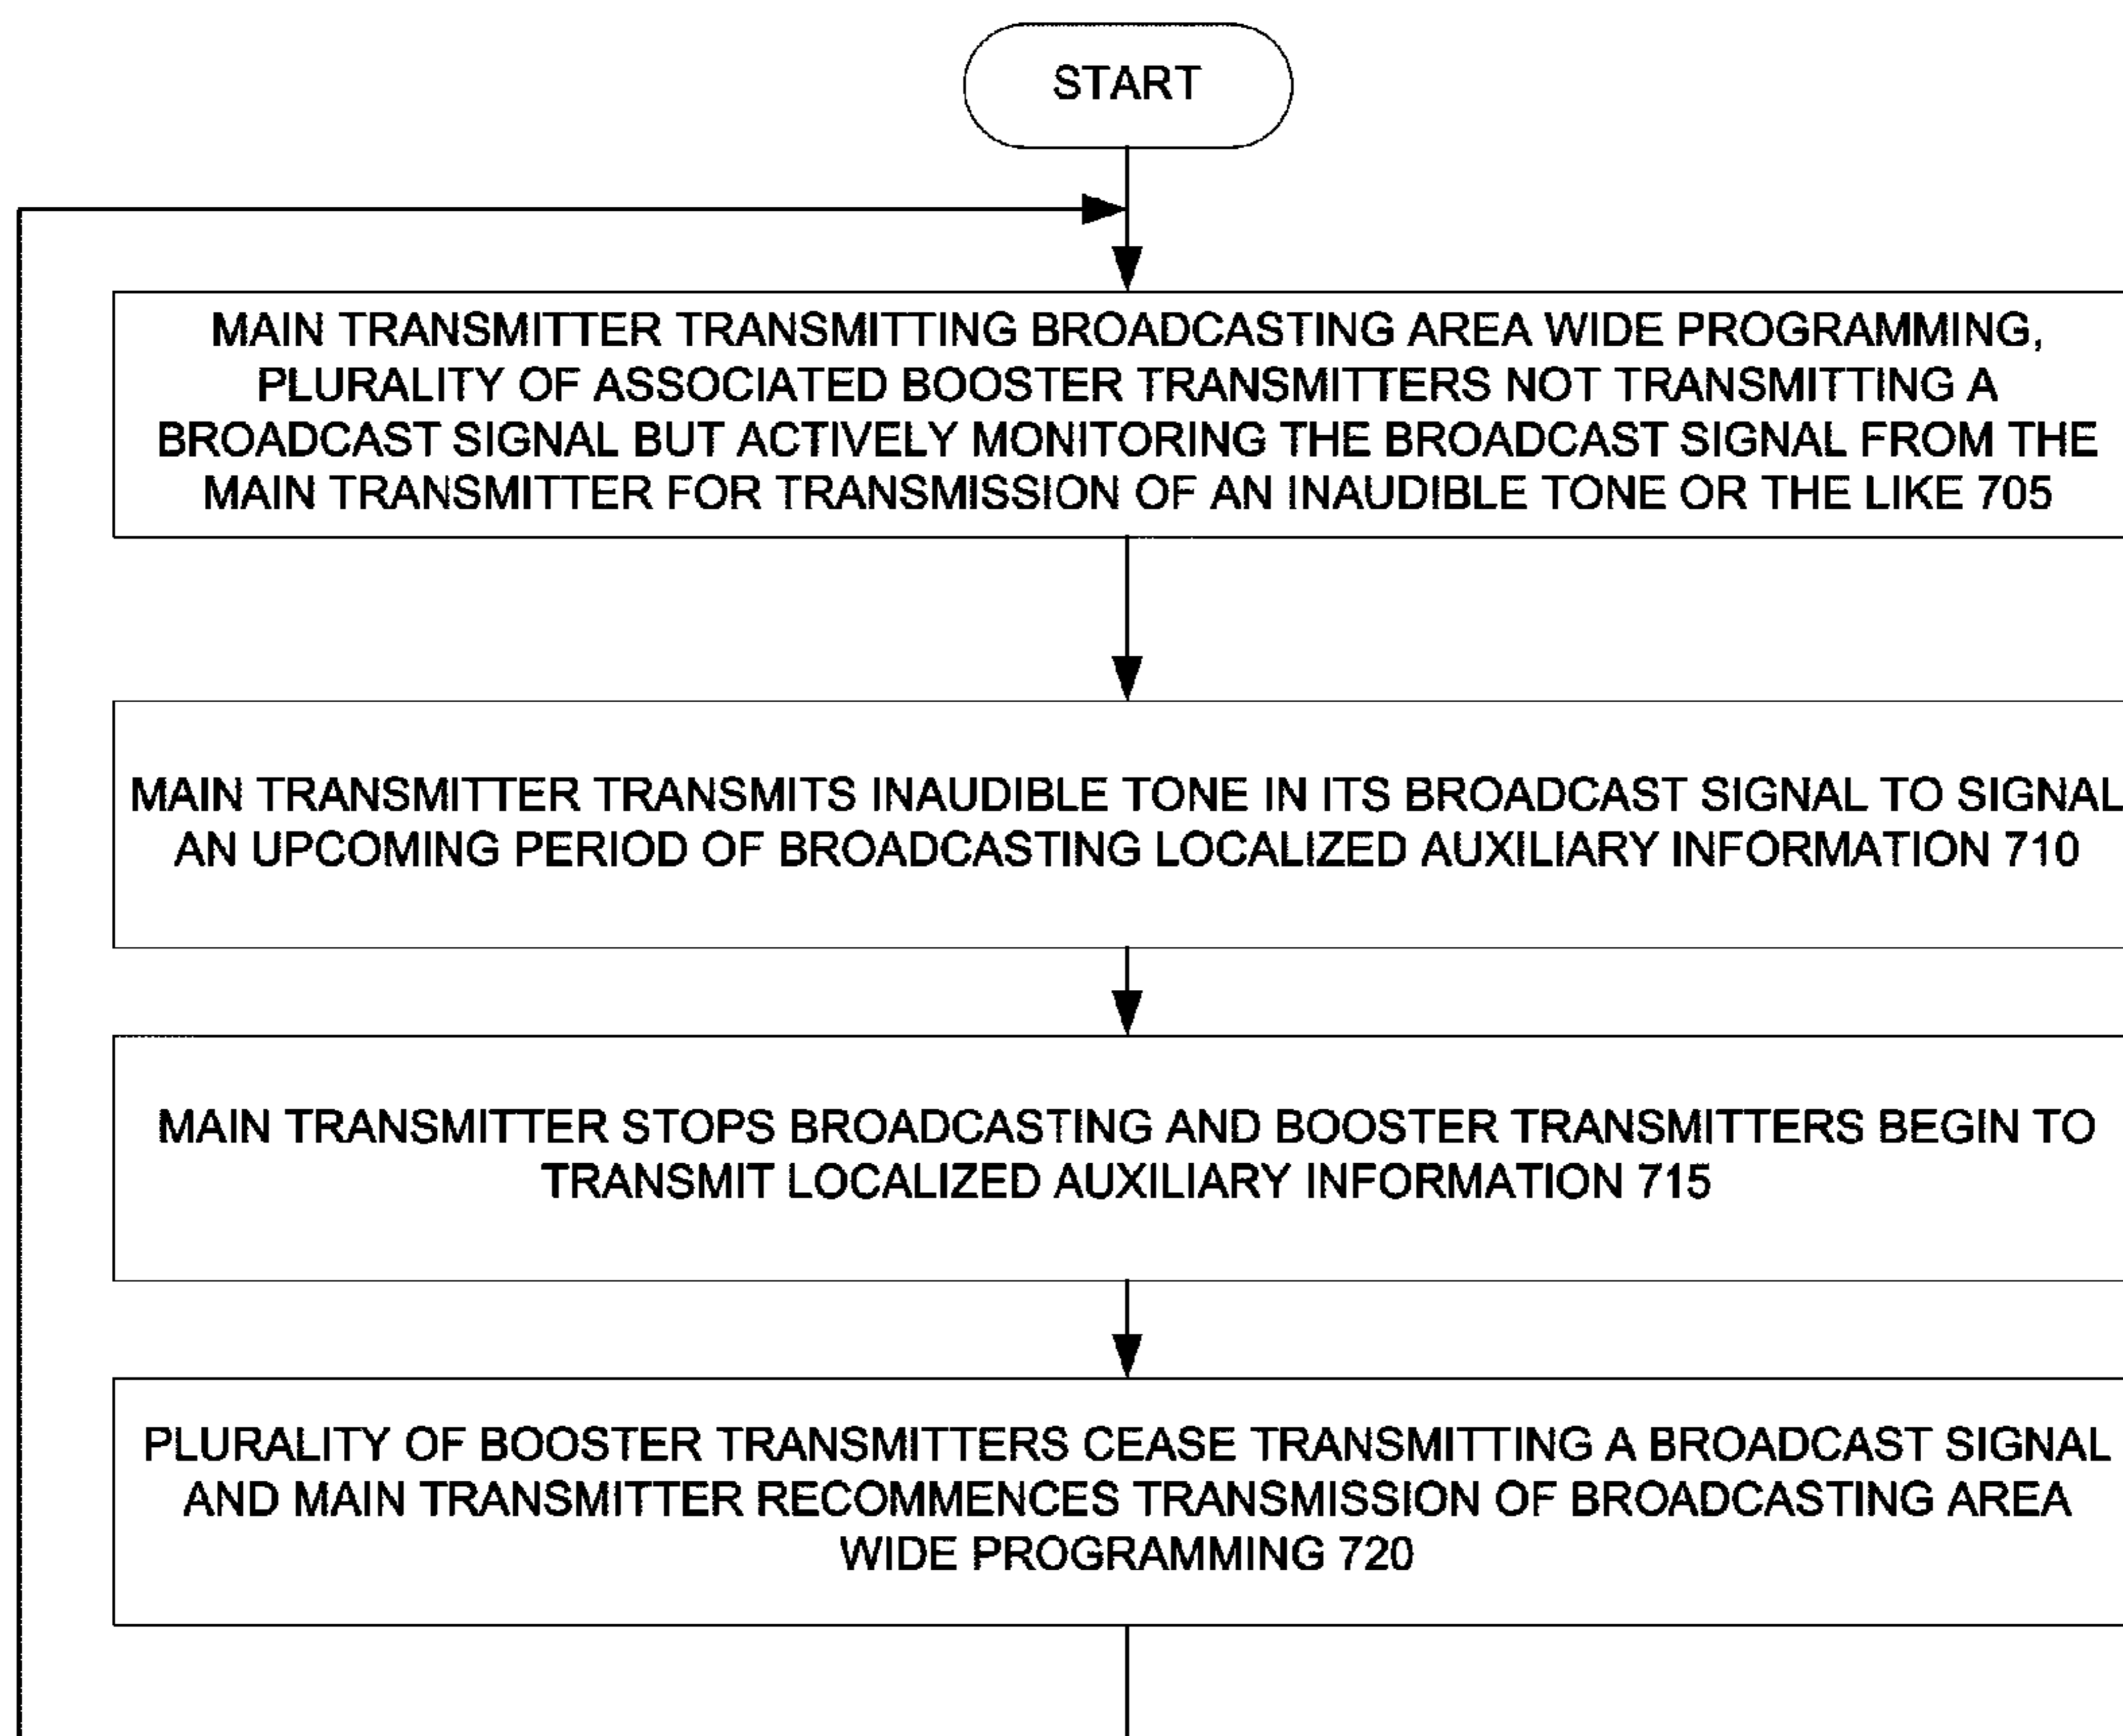 START
MAIN TRANSMITTER TRANSMITTING BROADCASTING AREA WIDE PROGRAMMING,
PLURALITY OF ASSOCIATED BOOSTER TRANSMITTERS NOT TRANSMITTING A
BROADCAST SIGNAL BUT ACTIVELY MONITORING THE BROADCAST SIGNAL FROM THE
MAIN TRANSMITTER FOR TRANSMISSION OF AN INAUDIBLE TONE OR THE LIKE 705
MAIN TRANSMITTER TRANSMITS INAUDIBLE TONE IN ITS BROADCAST SIGNAL TO SIGNAL
AN UPCOMING PERIOD OF BROADCASTING LOCALIZED AUXILIARY INFORMATION 710
MAIN TRANSMITTER STOPS BROADCASTING AND BOOSTER TRANSMITTERS BEGIN TO
TRANSMIT LOCALIZED AUXILIARY INFORMATION 715
PLURALITY OF BOOSTER TRANSMITTERS CEASE TRANSMITTING A BROADCAST SIGNAL
AND MAIN TRANSMITTER RECOMMENCES TRANSMISSION OF BROADCASTING AREA
WIDE PROGRAMMING 720